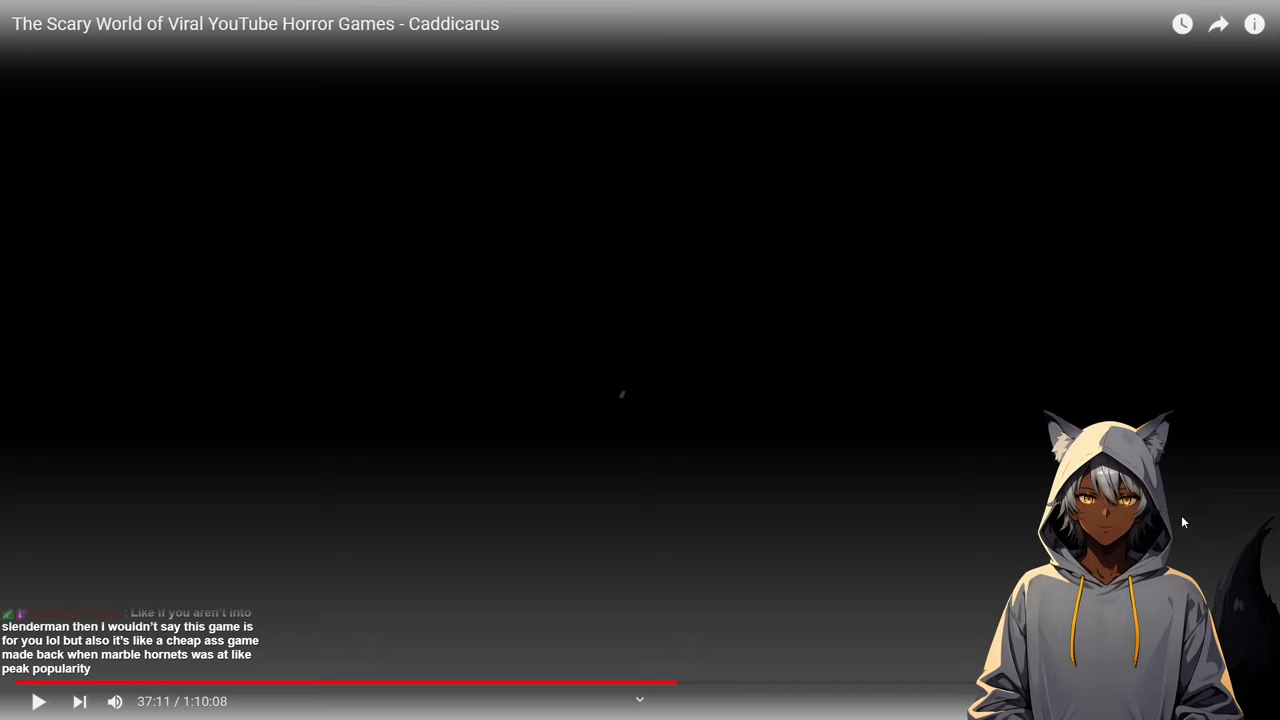 The Scary World of Viral YouTube Horror Games - Caddicarus
: Like if you aren't into
slenderman then I wouldn't say this game is
for you lol but also it's like a cheap ass game
made back when marble hornets was at like
peak popularity
37:11 / 1:10:08